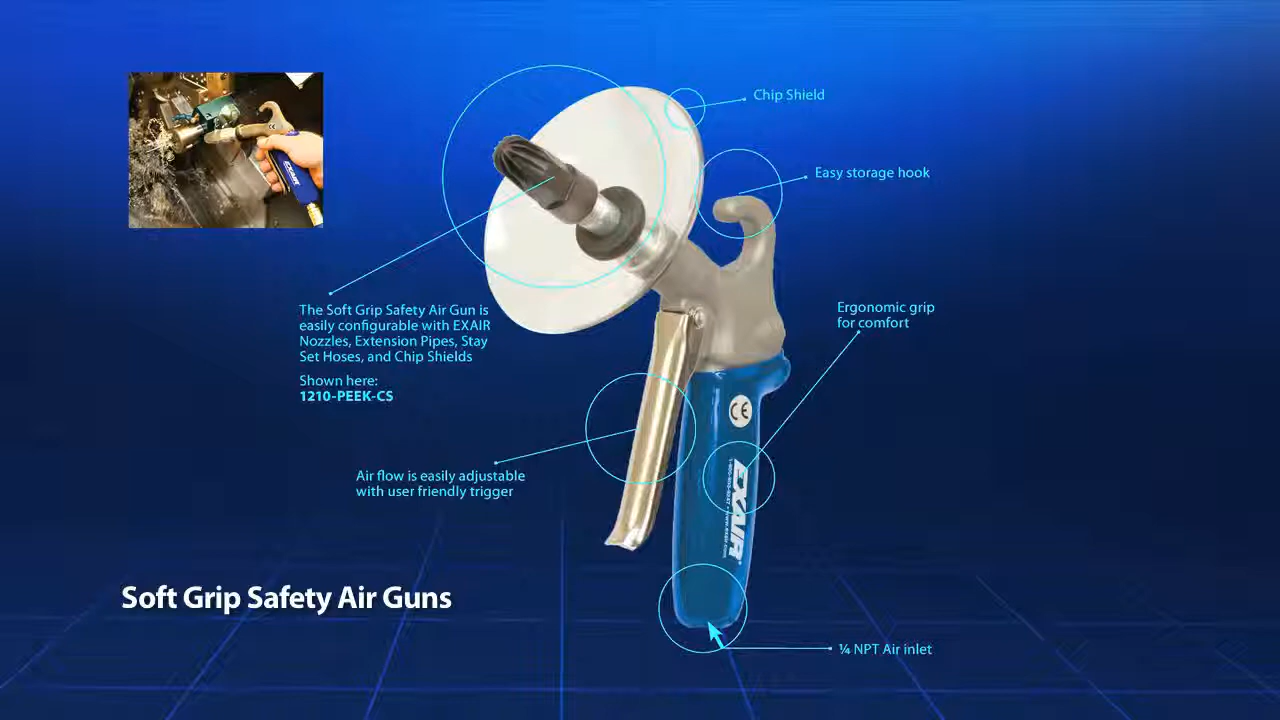 Chip Shield
Easy storage hook
The Soft Grip Safety Air Gun is
easily configurable with EXAIR
Nozzles, Extension Pipes, Stay
Set Hoses, and Chip Shields
Shown here:
1210-PEEK-CS
Ergonomic grip
for comfort
CE
EXAIR
Air flow is easily adjustable
with user friendly trigger
Soft Grip Safety Air Guns
¼ NPT Air inlet
EXAIR